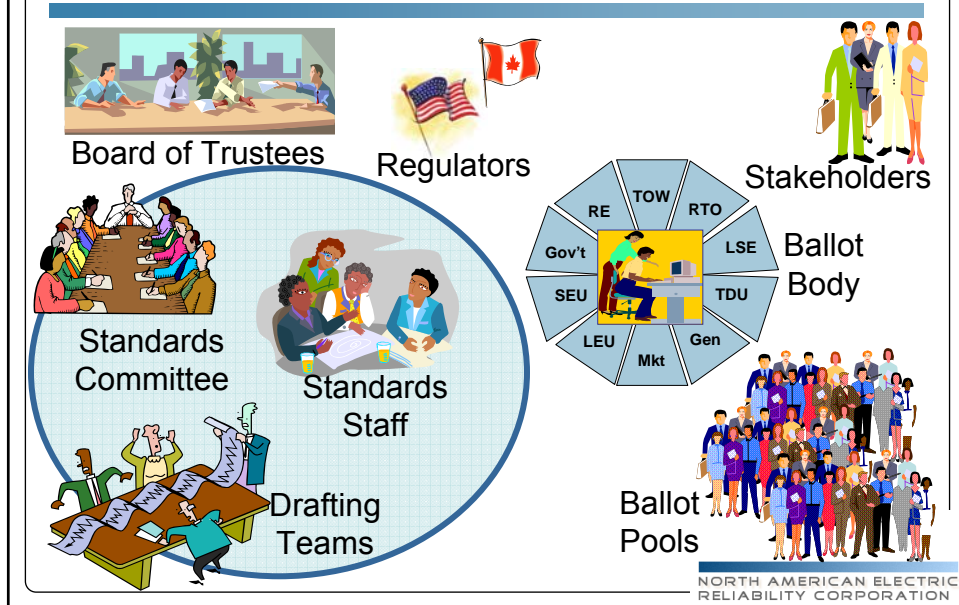 Board of Trustees
Regulators
Stakeholders
Standards
Committee
Standards
Staff
Drafting
Teams
TOW
RTO
LSE
TDU
Gen
Mkt
LEU
SEU
Gov't
RE
Ballot
Body
Ballot
Pools
NORTH AMERICAN ELECTRIC
RELIABILITY CORPORATION